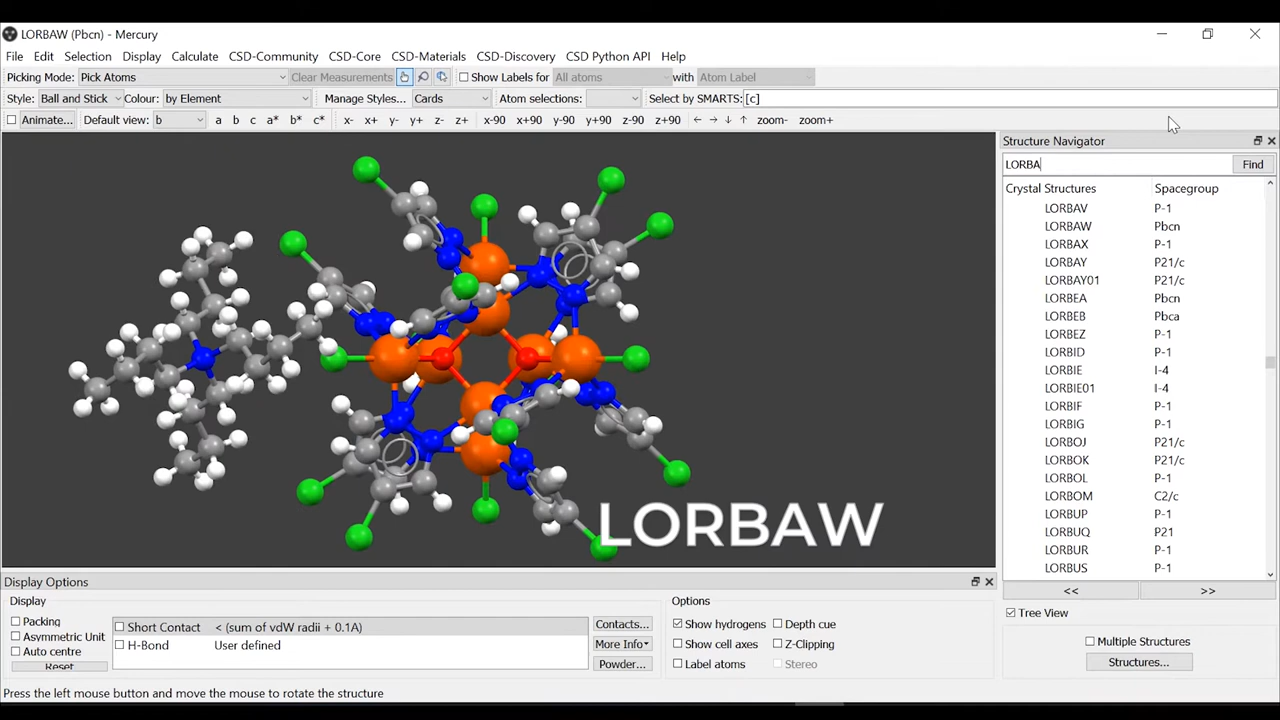 LORBAW (Pbcn) - Mercury
File Edit Selection Display Calculate CSD-Community CSD-Core CSD-Materials CSD-Discovery CSD Python API Help
Picking Mode: Pick Atoms Clear Measurements Show Labels for All atoms with Atom Label
Style: Ball and Stick Colour: by Element Manage Styles... Cards Atom selections: Select by SMARTS: [c]
Animate... Default view: b a b c a* b* c* x- x+ y- y+ z- z+ x-90 x+90 y-90 y+90 z-90 z+90 ← → ↓ ↑ zoom- zoom+
Structure Navigator
LORBA Find
Crystal Structures Spacegroup
LORBAV P-1
LORBAW Pbcn
LORBAX P-1
LORBAY P21/c
LORBAY01 P21/c
LORBEA Pbcn
LORBEB Pbca
LORBEZ P-1
LORBID P-1
LORBIE I-4
LORBIE01 I-4
LORBIF P-1
LORBIG P-1
LORBOJ P21/c
LORBOK P21/c
LORBOL P-1
LORBOM C2/c
LORBUP P-1
LORBUQ P21
LORBUR P-1
LORBUS P-1
<< >>
Tree View
Multiple Structures
Structures...
LORBAW
Display Options
Display
Packing
Asymmetric Unit
Auto centre
Reset
Short Contact < (sum of vdW radii + 0.1A)
H-Bond User defined
Contacts...
More Info
Powder...
Options
Show hydrogens Depth cue
Show cell axes Z-Clipping
Label atoms Stereo
Press the left mouse button and move the mouse to rotate the structure